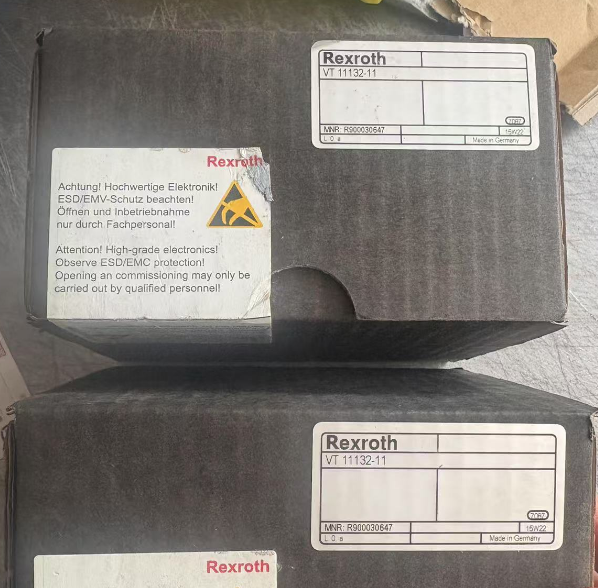 Rexroth
VT 11132-11
7087
MNR: R900030647
15W22
Made in Germany
Rexroth
Achtung! Hochwertige Elektronik!
ESD/EMV-Schutz beachten!
Öffnen und Inbetriebnahme
nur durch Fachpersonal!
Attention! High-grade electronics!
Observe ESD/EMC protection!
Opening an commissioning may only be
carried out by qualified personnel!
Rexroth
VT 11132-11
7087
MNR: R900030647
15W22
Made in Germany
Rexroth